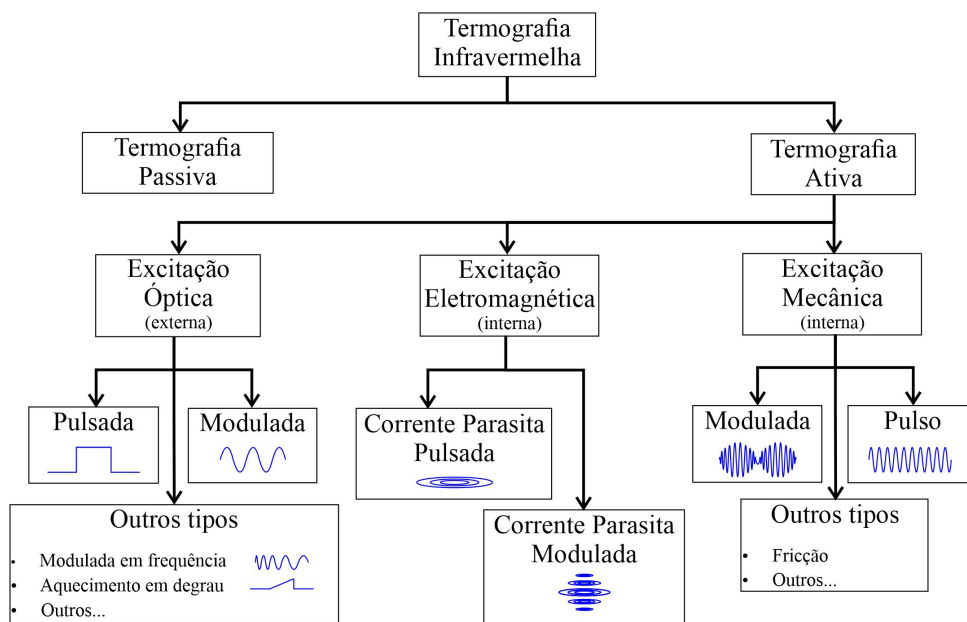 Termografia
Infravermelha
Termografia
Passiva
Termografia
Ativa
Excitação
Óptica
(externa)
Excitação
Eletromagnética
(interna)
Excitação
Mecânica
(interna)
Pulsada
Modulada
Corrente Parasita
Pulsada
Modulada
Pulso
Outros tipos
• Modulada em frequência
• Aquecimento em degrau
• Outros...
Corrente Parasita
Modulada
Outros tipos
• Fricção
• Outros...